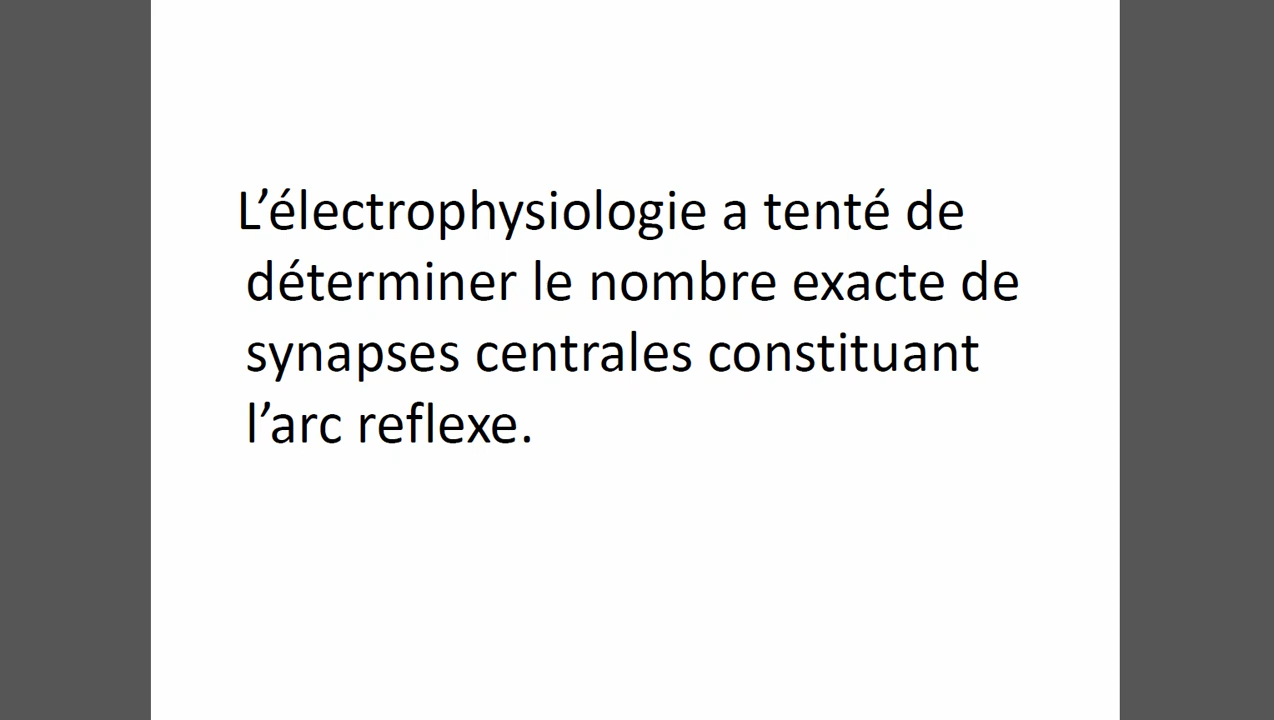 L’électrophysiologie a tenté de
déterminer le nombre exacte de
synapses centrales constituant
l’arc reflexe.